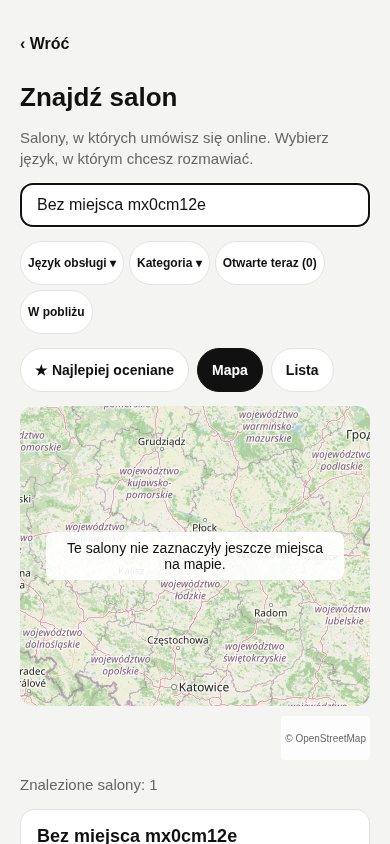 ‹ Wróć
Znajdź salon
Salony, w których umówisz się online. Wybierz
język, w którym chcesz rozmawiać.
Bez miejsca mx0cm12e
Język obsługi ▾
Kategoria ▾
Otwarte teraz (0)
W pobliżu
★ Najlepiej oceniane
Mapa
Lista
województwo
warmińsko-
mazurskie
Grudziądz
województwo
podlaskie
województwo
kujawsko-
pomorskie
Płock
Te salony nie zaznaczyły jeszcze miejsca
na mapie.
województwo
łódzkie
Radom
województwo
lubelskie
województwo
dolnośląskie
Częstochowa
województwo
świętokrzyskie
województwo
opolskie
Katowice
© OpenStreetMap
Znalezione salony: 1
Bez miejsca mx0cm12e